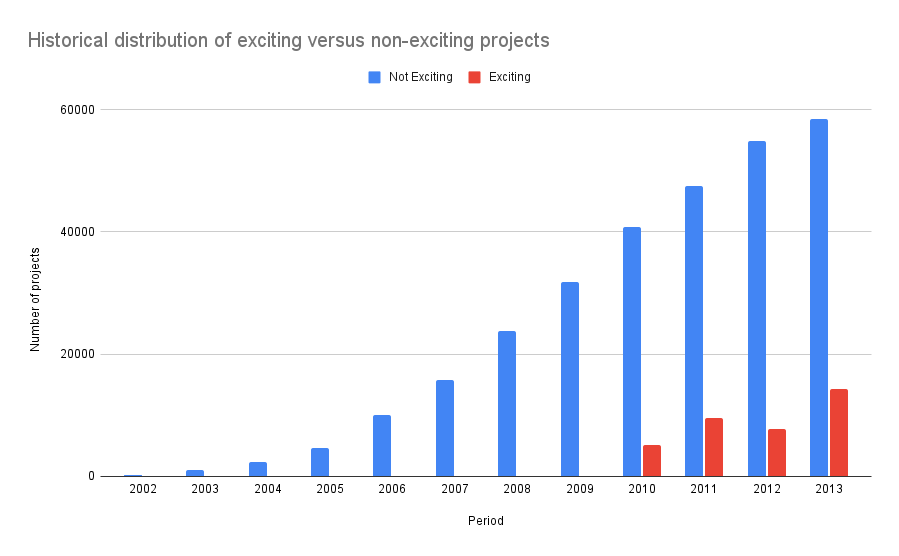 Historical distribution of exciting versus non-exciting projects
Not Exciting Exciting
60000
40000
20000
0
Number of projects
2002 2003 2004 2005 2006 2007 2008 2009 2010 2011 2012 2013
Period